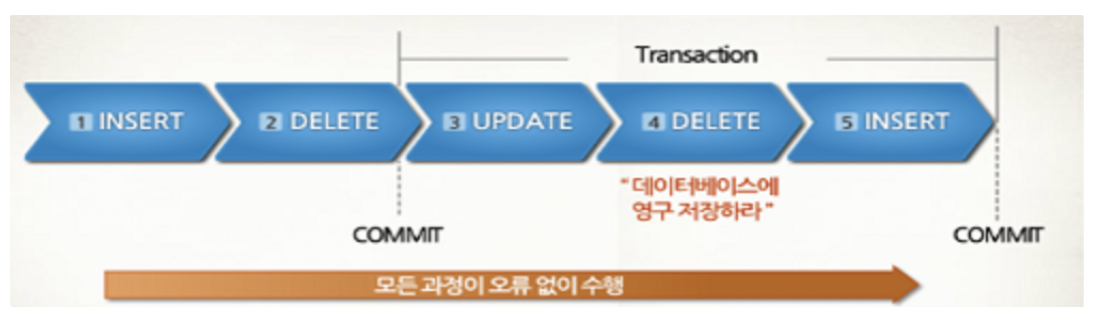 Transaction
1 INSERT
2 DELETE
3 UPDATE
4 DELETE
5 INSERT
“데이터베이스에
영구 저장하라”
COMMIT
COMMIT
모든 과정이 오류 없이 수행